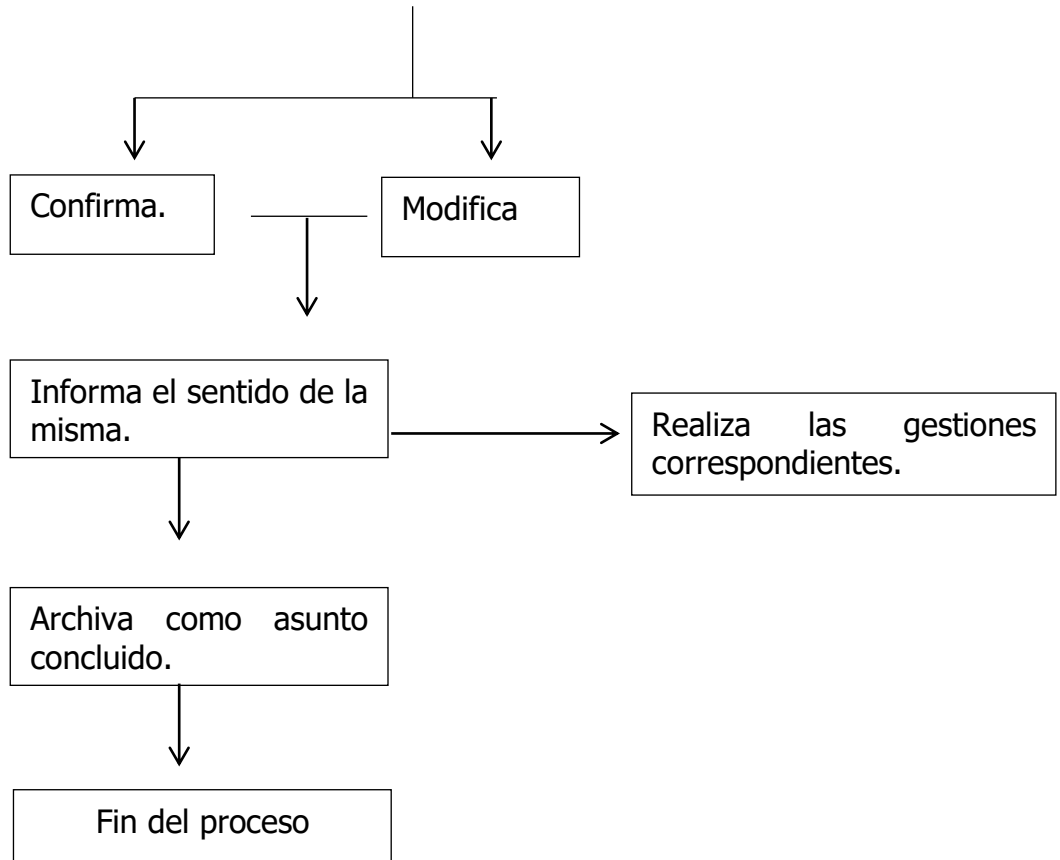 Confirma.
Modifica
Informa el sentido de la
misma.
Realiza las gestiones
correspondientes.
Archiva como asunto
concluido.
Fin del proceso